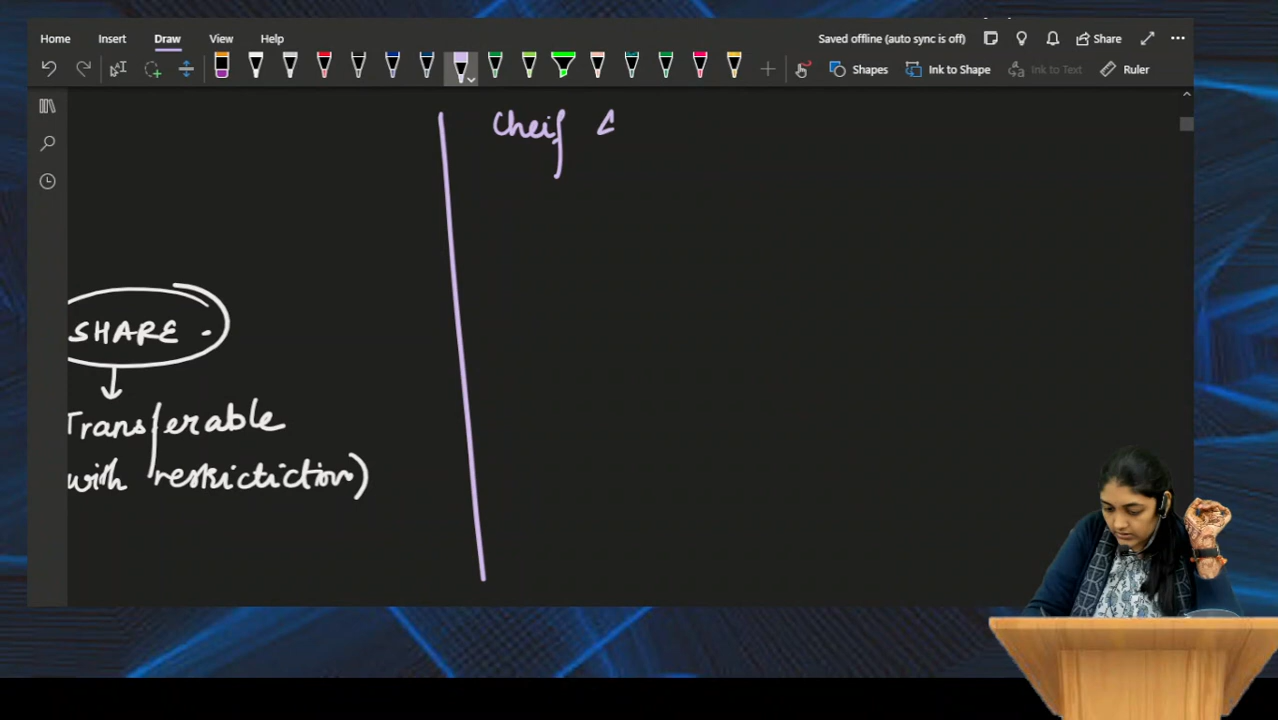 Home Insert Draw View Help Saved offline (auto sync is off) Share
Shapes Ink to Shape Ink to Text Ruler
Cheif
SHARE
Transferable
with restrictiction)